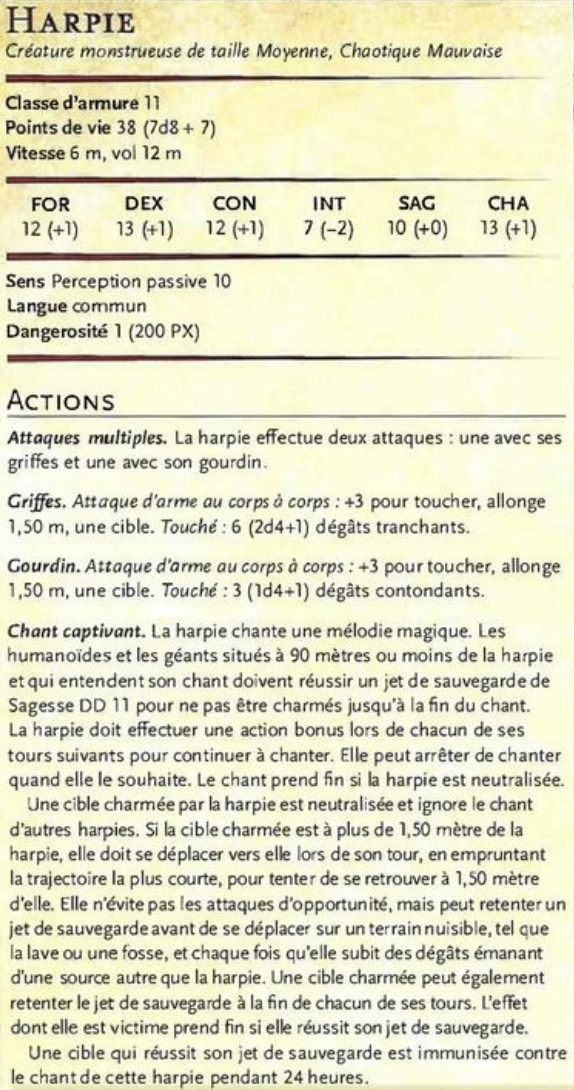 HARPIE
Créature monstrueuse de taille Moyenne, Chaotique Mauvaise
Classe d'armure 11
Points de vie 38 (7d8 + 7)
Vitesse 6 m, vol 12 m
FOR DEX CON INT SAG CHA
12 (+1) 13 (+1) 12 (+1) 7 (−2) 10 (+0) 13 (+1)
Sens Perception passive 10
Langue commun
Dangerosité 1 (200 PX)
ACTIONS
Attaques multiples. La harpie effectue deux attaques : une avec ses
griffes et une avec son gourdin.
Griffes. Attaque d'arme au corps à corps : +3 pour toucher, allonge
1,50 m, une cible. Touché : 6 (2d4+1) dégâts tranchants.
Gourdin. Attaque d'arme au corps à corps : +3 pour toucher, allonge
1,50 m, une cible. Touché : 3 (1d4+1) dégâts contondants.
Chant captivant. La harpie chante une mélodie magique. Les
humanoïdes et les géants situés à 90 mètres ou moins de la harpie
et qui entendent son chant doivent réussir un jet de sauvegarde de
Sagesse DD 11 pour ne pas être charmés jusqu'à la fin du chant.
La harpie doit effectuer une action bonus lors de chacun de ses
tours suivants pour continuer à chanter. Elle peut arrêter de chanter
quand elle le souhaite. Le chant prend fin si la harpie est neutralisée.
Une cible charmée par la harpie est neutralisée et ignore le chant
d'autres harpies. Si la cible charmée est à plus de 1,50 mètre de la
harpie, elle doit se déplacer vers elle lors de son tour, en empruntant
la trajectoire la plus courte, pour tenter de se retrouver à 1,50 mètre
d'elle. Elle n'évite pas les attaques d'opportunité, mais peut retenter un
jet de sauvegarde avant de se déplacer sur un terrain nuisible, tel que
la lave ou une fosse, et chaque fois qu'elle subit des dégâts émanant
d'une source autre que la harpie. Une cible charmée peut également
retenter le jet de sauvegarde à la fin de chacun de ses tours. L'effet
dont elle est victime prend fin si elle réussit son jet de sauvegarde.
Une cible qui réussit son jet de sauvegarde est immunisée contre
le chant de cette harpie pendant 24 heures.